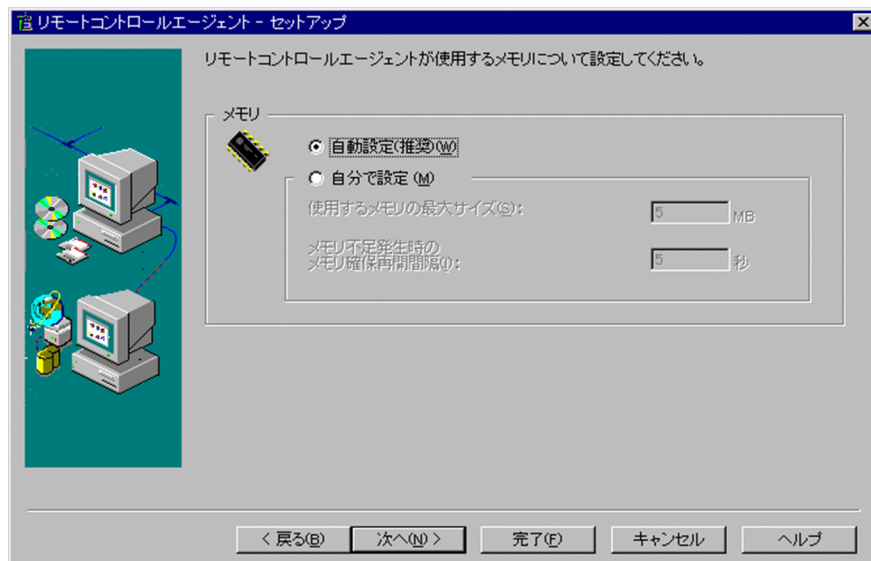 リモートコントロールエージェント - セットアップ
リモートコントロールエージェントが使用するメモリについて設定してください。
メモリ
自動設定(推奨)(W)
自分で設定 (M)
使用するメモリの最大サイズ(S):
5 MB
メモリ不足発生時の
メモリ確保再開間隔(I):
5 秒
< 戻る(B)
次へ(N) >
完了(F)
キャンセル
ヘルプ